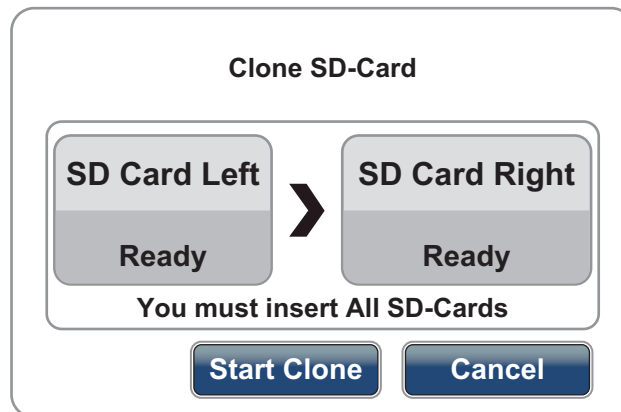 Clone SD-Card
SD Card Left
Ready
SD Card Right
Ready
You must insert All SD-Cards
Start Clone
Cancel